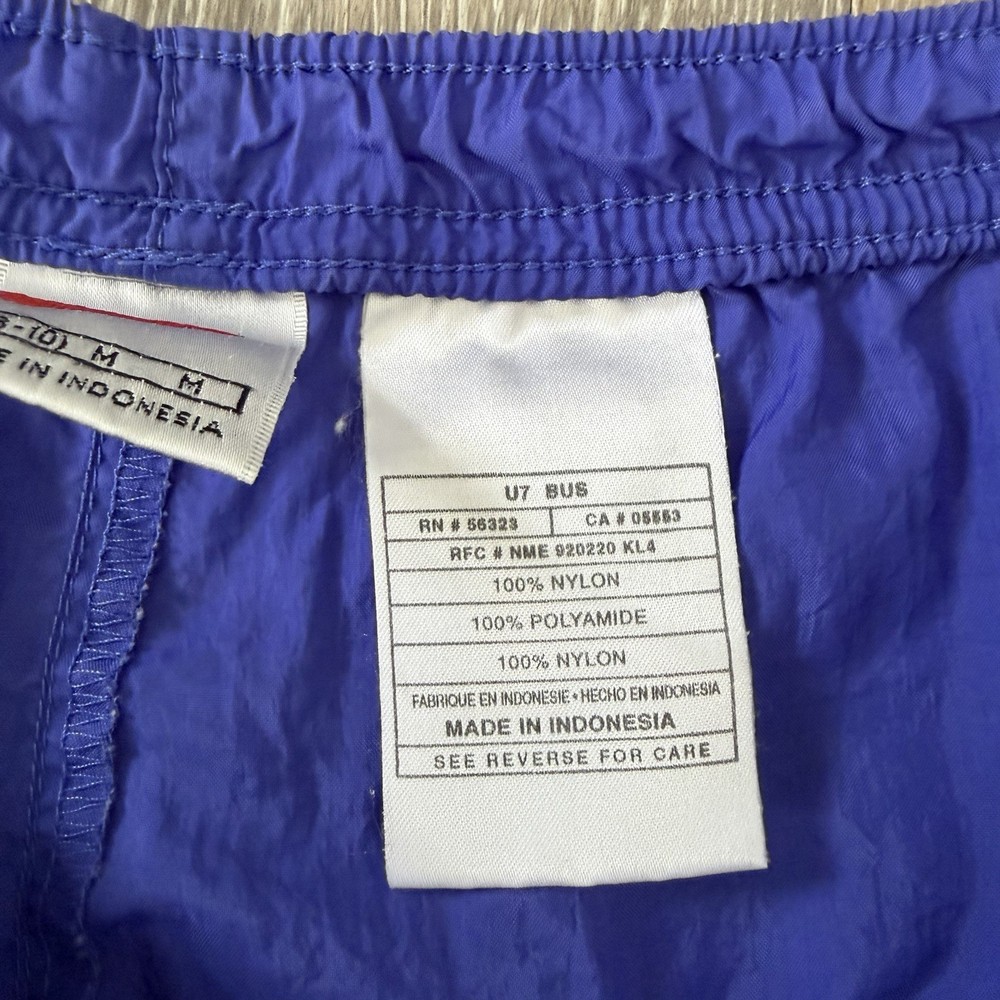 -10) M M
E IN INDONESIA
U7 BUS
RN # 56323 CA # 05553
RFC # NME 920220 KL4
100% NYLON
100% POLYAMIDE
100% NYLON
FABRIQUE EN INDONESIE • HECHO EN INDONESIA
MADE IN INDONESIA
SEE REVERSE FOR CARE